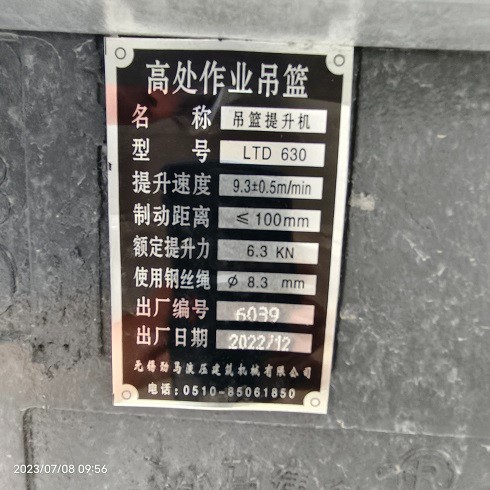 高处作业吊篮
名 称 吊篮提升机
型 号 LTD 630
提升速度 9.3±0.5m/min
制动距离 ≤100mm
额定提升力 6.3 KN
使用钢丝绳 ø 8.3 mm
出厂编号 6039
出厂日期 2022/12
无锡劲马液压建筑机械有限公司
电话:0510-85061850
2023/07/08 09:56